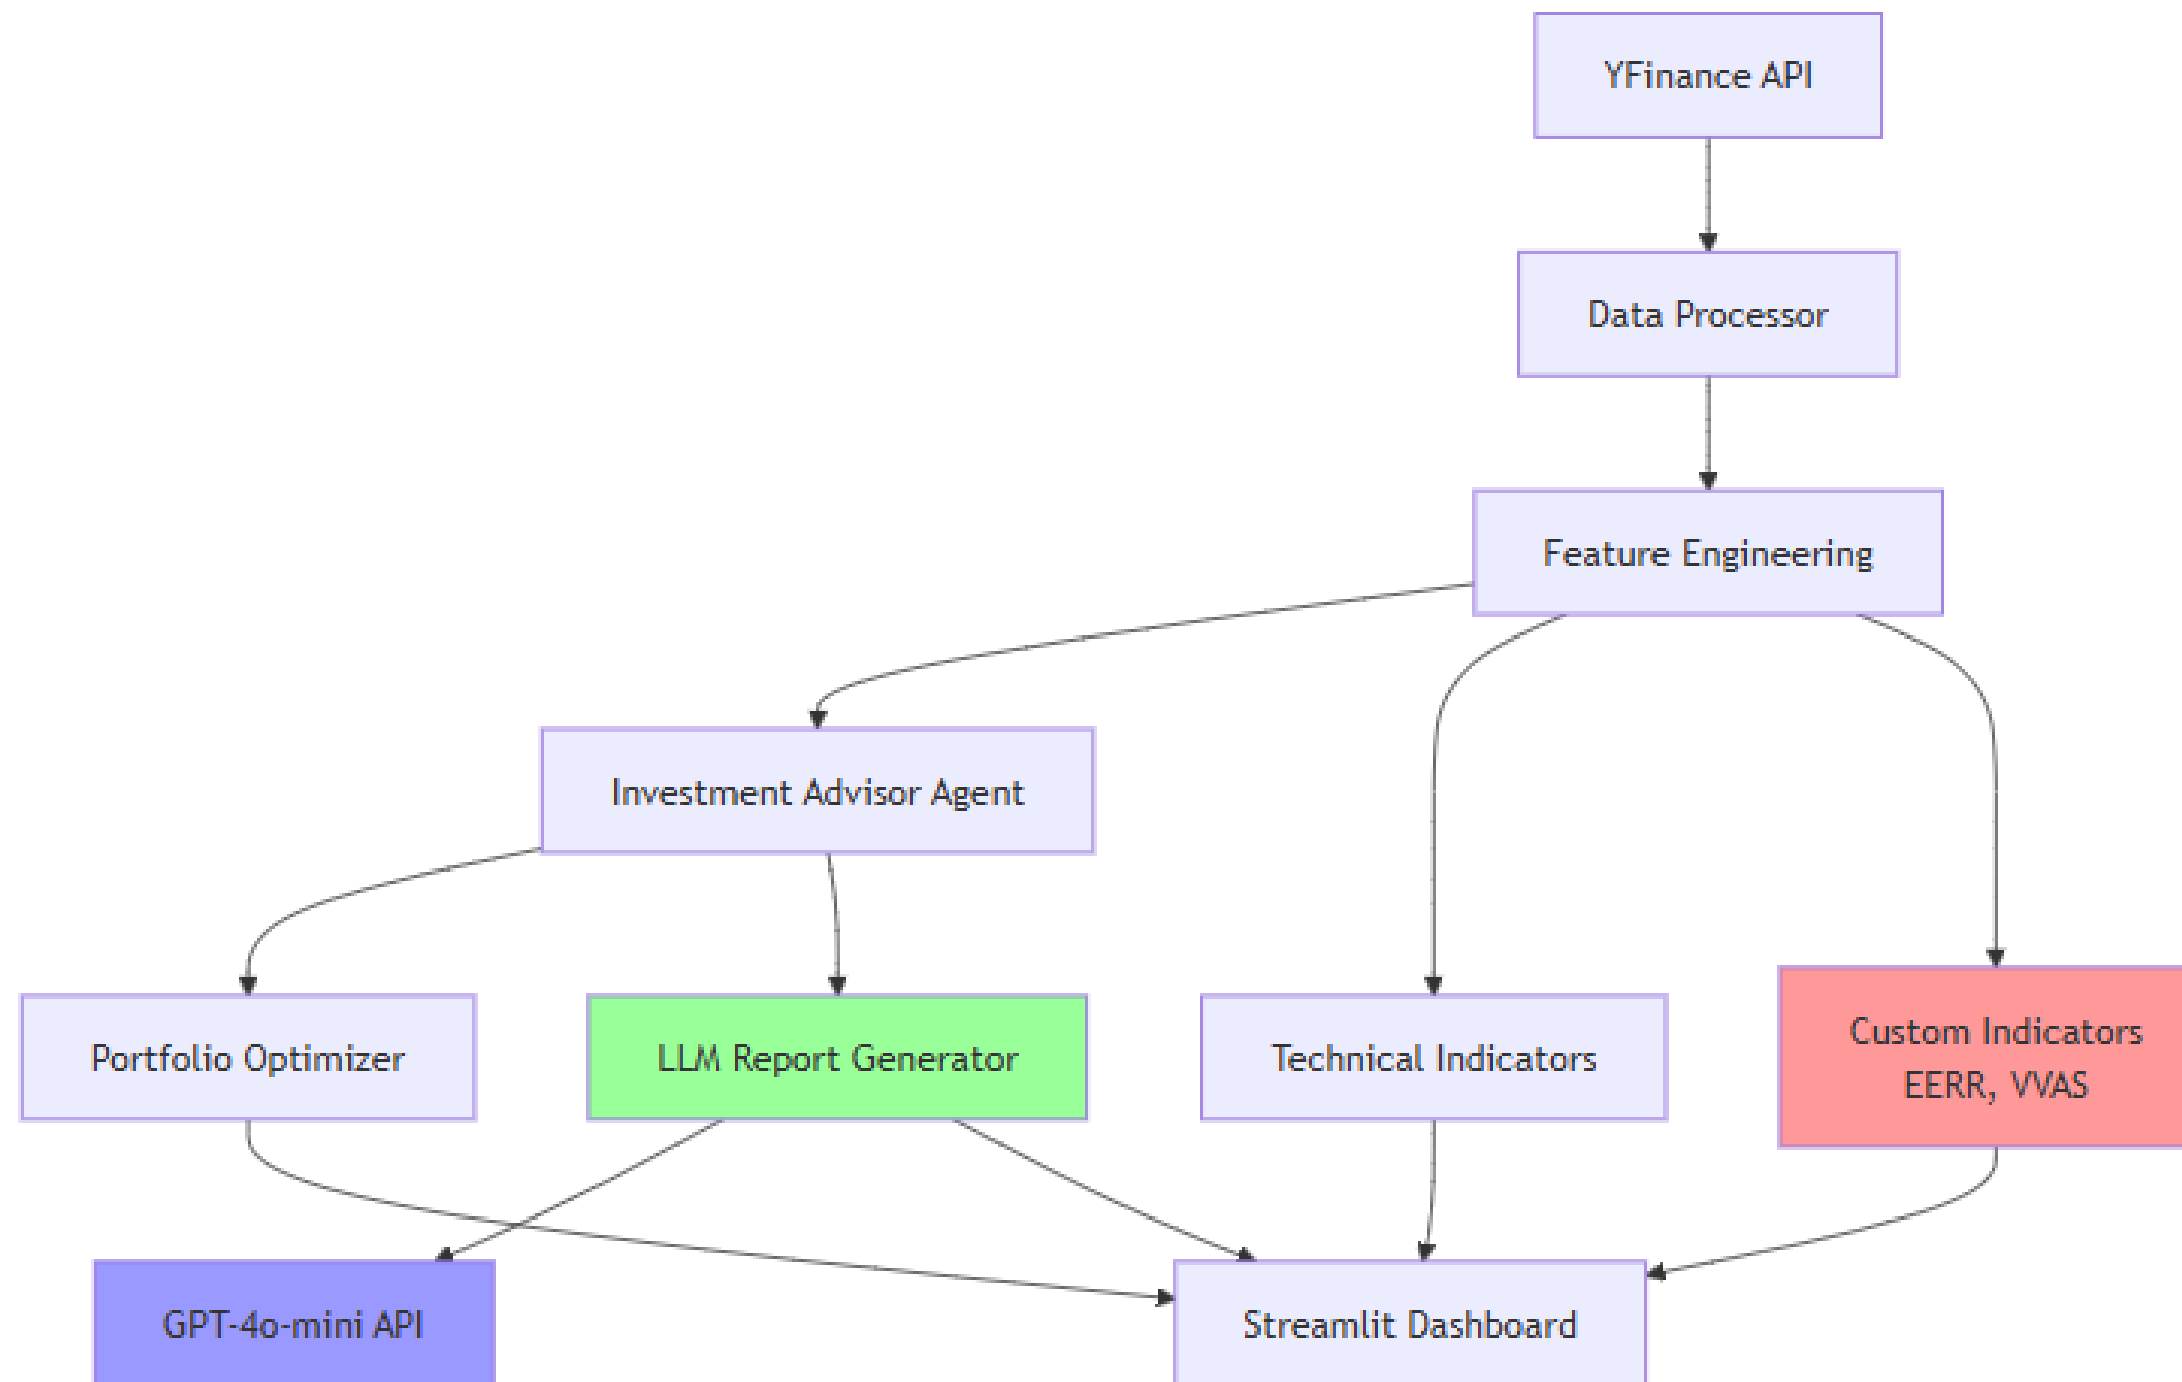 YFinance API
Data Processor
Feature Engineering
Investment Advisor Agent
Portfolio Optimizer
LLM Report Generator
Technical Indicators
Custom Indicators
EERR, VVAS
GPT-4o-mini API
Streamlit Dashboard